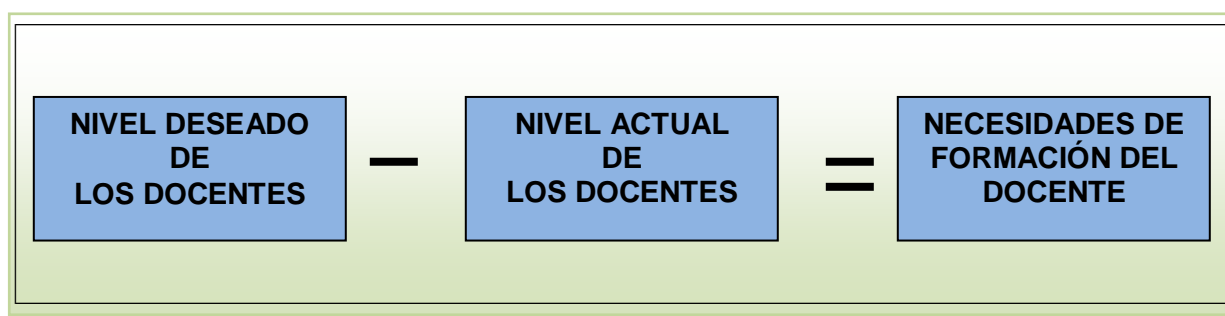 NIVEL DESEADO
DE
LOS DOCENTES
–
NIVEL ACTUAL
DE
LOS DOCENTES
=
NECESIDADES DE
FORMACIÓN DEL
DOCENTE